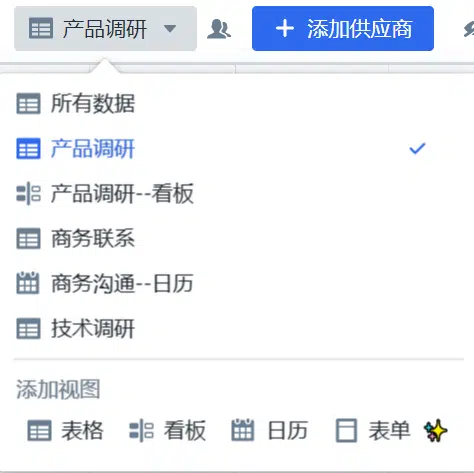 产品调研 添加供应商
所有数据
产品调研
产品调研--看板
商务联系
商务沟通--日历
技术调研
添加视图
表格 看板 日历 表单